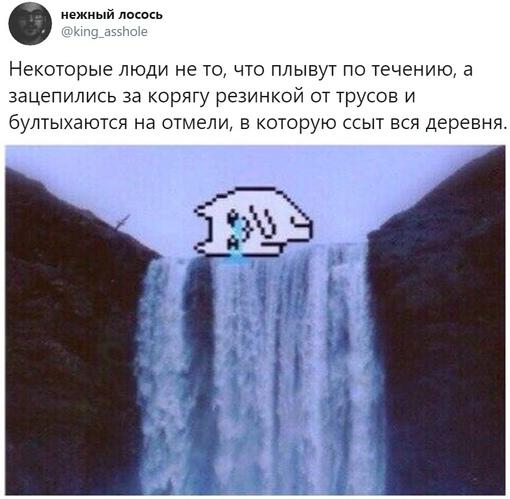 нежный лосось
@king_asshole
Некоторые люди не то, что плывут по течению, а
зацепились за корягу резинкой от трусов и
бултыхаются на отмели, в которую ссыт вся деревня.